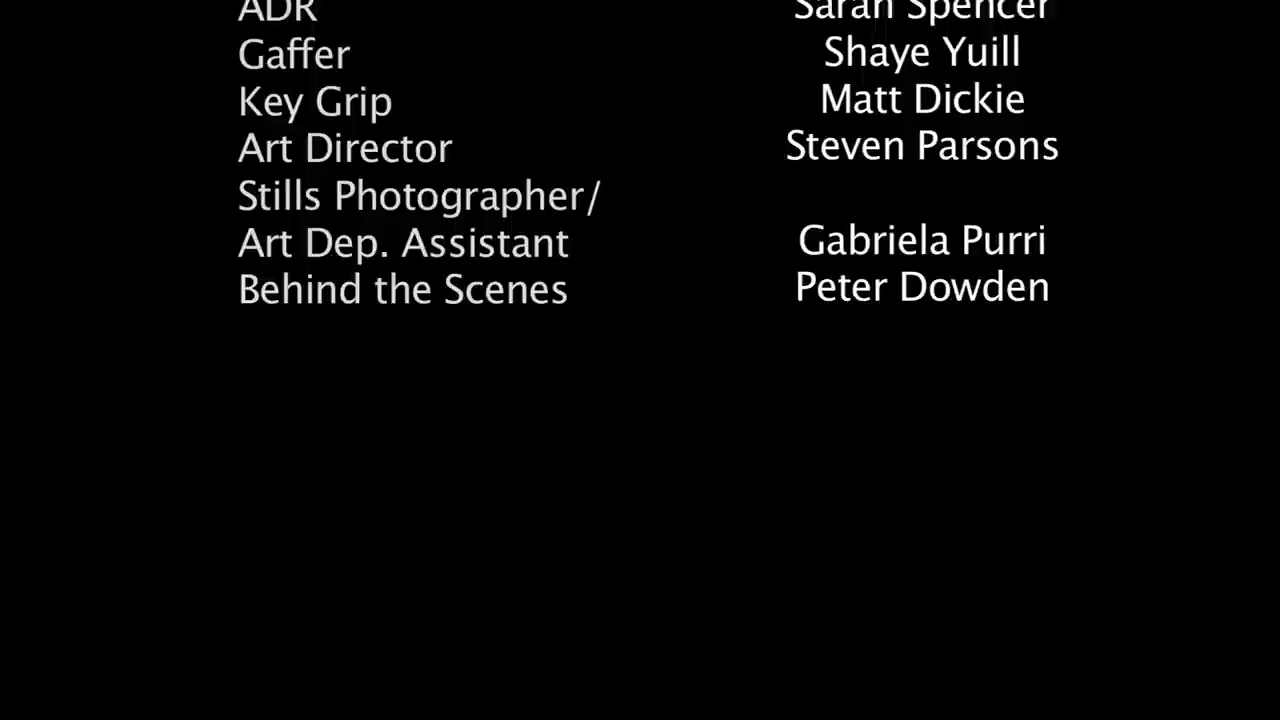 ADR Sarah Spencer
Gaffer Shaye Yuill
Key Grip Matt Dickie
Art Director Steven Parsons
Stills Photographer/
Art Dep. Assistant Gabriela Purri
Behind the Scenes Peter Dowden